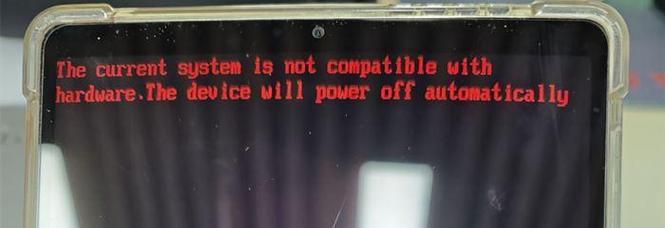 The current system is not compatible with
hardware.The device will power off automatically